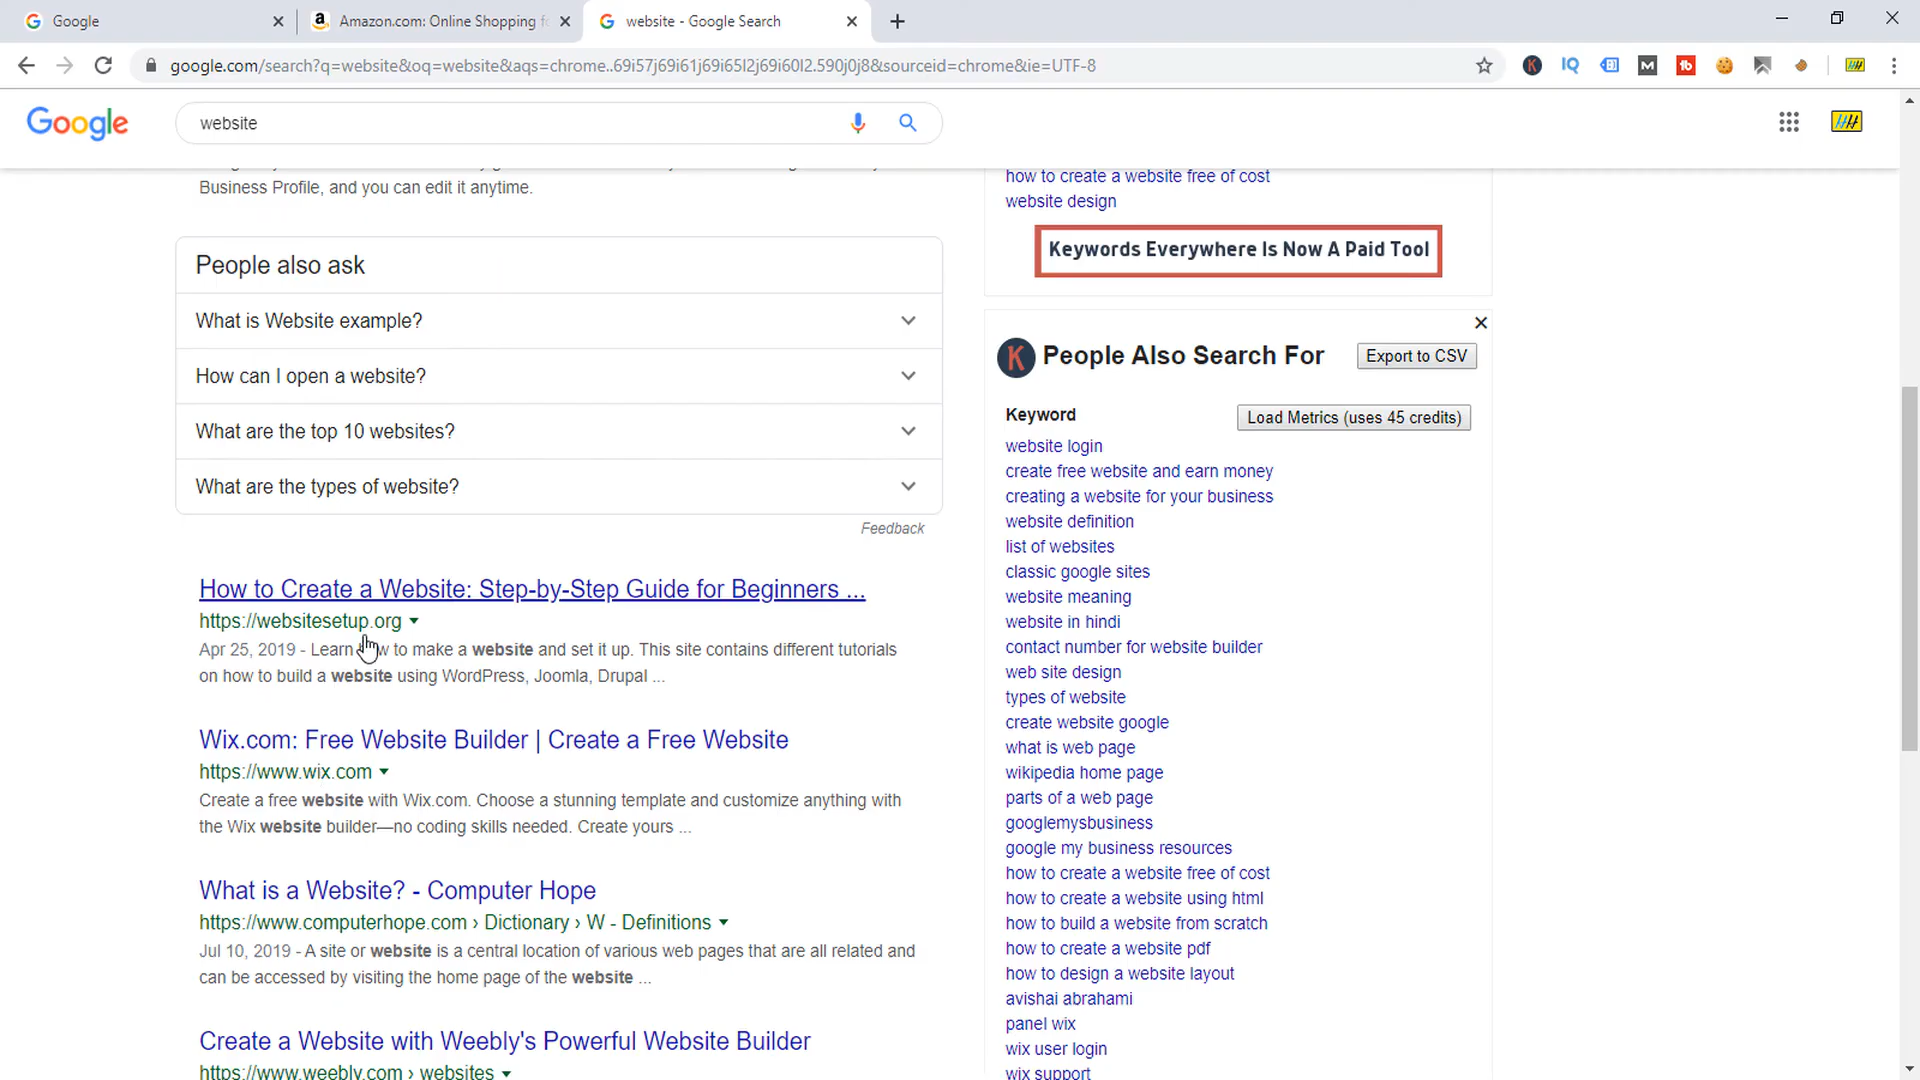 Google
Amazon.com: Online Shopping f
website - Google Search
google.com/search?q=website&oq=website&aqs=chrome..69i57j69i61j69i65l2j69i60l2.590j0j8&sourceid=chrome&ie=UTF-8
Google
website
Business Profile, and you can edit it anytime.
People also ask
What is Website example?
How can I open a website?
What are the top 10 websites?
What are the types of website?
Feedback
How to Create a Website: Step-by-Step Guide for Beginners ...
https://websitesetup.org
Apr 25, 2019 - Learn how to make a website and set it up. This site contains different tutorials
on how to build a website using WordPress, Joomla, Drupal ...
Wix.com: Free Website Builder | Create a Free Website
https://www.wix.com
Create a free website with Wix.com. Choose a stunning template and customize anything with
the Wix website builder—no coding skills needed. Create yours ...
What is a Website? - Computer Hope
https://www.computerhope.com › Dictionary › W - Definitions
Jul 10, 2019 - A site or website is a central location of various web pages that are all related and
can be accessed by visiting the home page of the website ...
Create a Website with Weebly's Powerful Website Builder
https://www.weebly.com › websites
how to create a website free of cost
website design
Keywords Everywhere Is Now A Paid Tool
K People Also Search For
Export to CSV
Keyword
Load Metrics (uses 45 credits)
website login
create free website and earn money
creating a website for your business
website definition
list of websites
classic google sites
website meaning
website in hindi
contact number for website builder
web site design
types of website
create website google
what is web page
wikipedia home page
parts of a web page
googlemysbusiness
google my business resources
how to create a website free of cost
how to create a website using html
how to build a website from scratch
how to create a website pdf
how to design a website layout
avishai abrahami
panel wix
wix user login
wix support